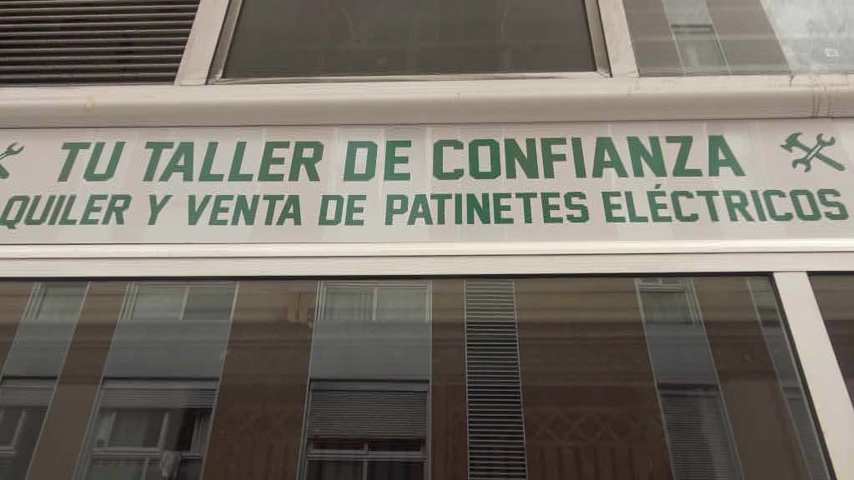 TU TALLER DE CONFIANZA
QUILER Y VENTA DE PATINETES ELÉCTRICOS